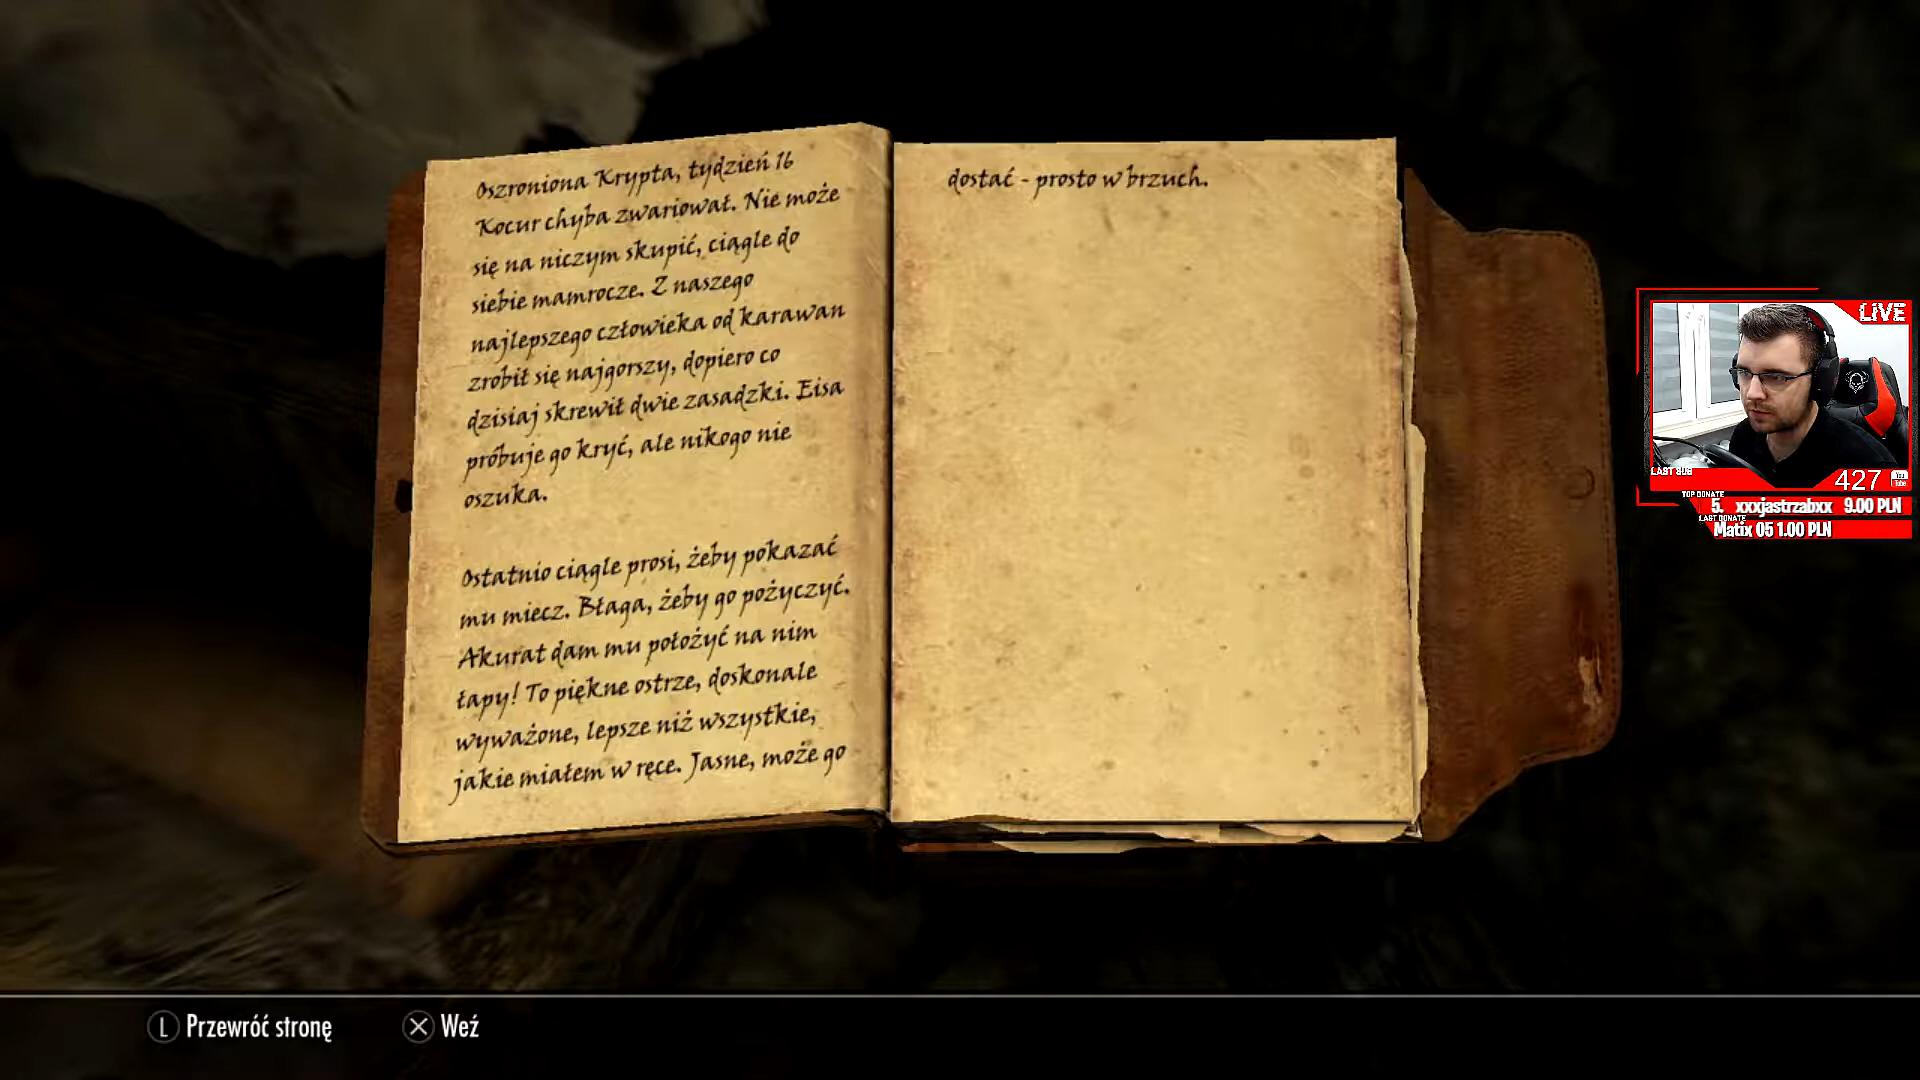 Oszroniona Krypta, tydzień 16
Kocur chyba zwariował. Nie może
się na niczym skupić, ciągle do
siebie mamrocze. Z naszego
najlepszego człowieka od karawan
zrobił się najgorszy, dopiero co
dzisiaj skrewił dwie zasadzki. Eisa
próbuje go kryć, ale nikogo nie
oszuka.
Ostatnio ciągle prosi, żeby pokazać
mu miecz. Błaga, żeby go pożyczyć.
Akurat dam mu położyć na nim
łapy! To piękne ostrze, doskonale
wyważone, lepsze niż wszystkie,
jakie miałem w ręce. Jasne, może go
dostać - prosto w brzuch.
LIVE
LAST SUB
427
You Tube
TOP DONATE
5. xxxjastrzabxx 9.00 PLN
LAST DONATE
Matix 05 1.00 PLN
L Przewróć stronę
X Weź